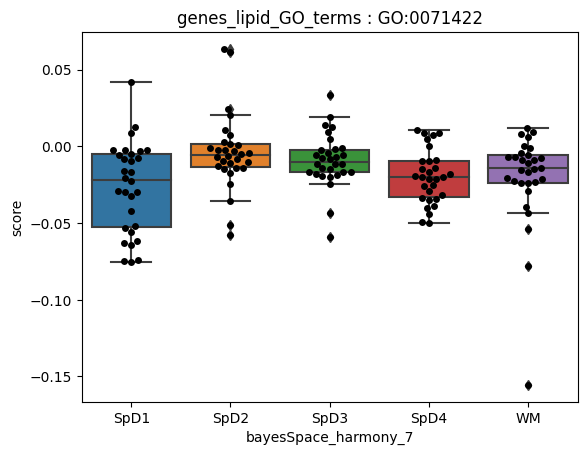 genes_lipid_GO_terms : GO:0071422
0.05
0.00
−0.05
−0.10
−0.15
score
SpD1 SpD2 SpD3 SpD4 WM
bayesSpace_harmony_7